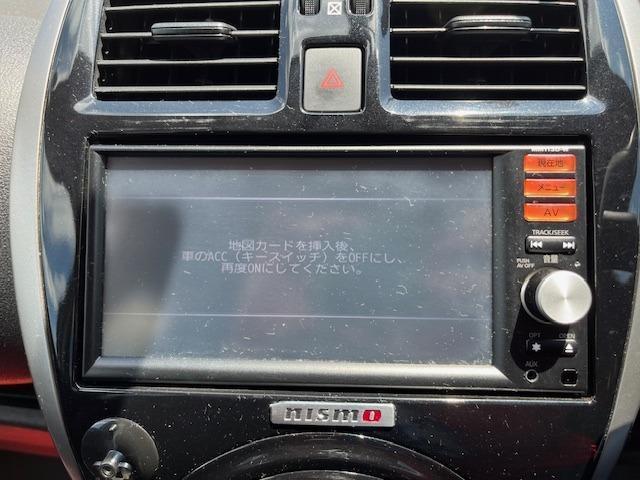 MM113D-W
現在地
メニュー
AV
TRACK/SEEK
音量
PUSH
AV OFF
地図カードを挿入後、
車のACC（キースイッチ）をOFFにし、
再度ONにしてください。
OPT
OPEN
AUX
nismo